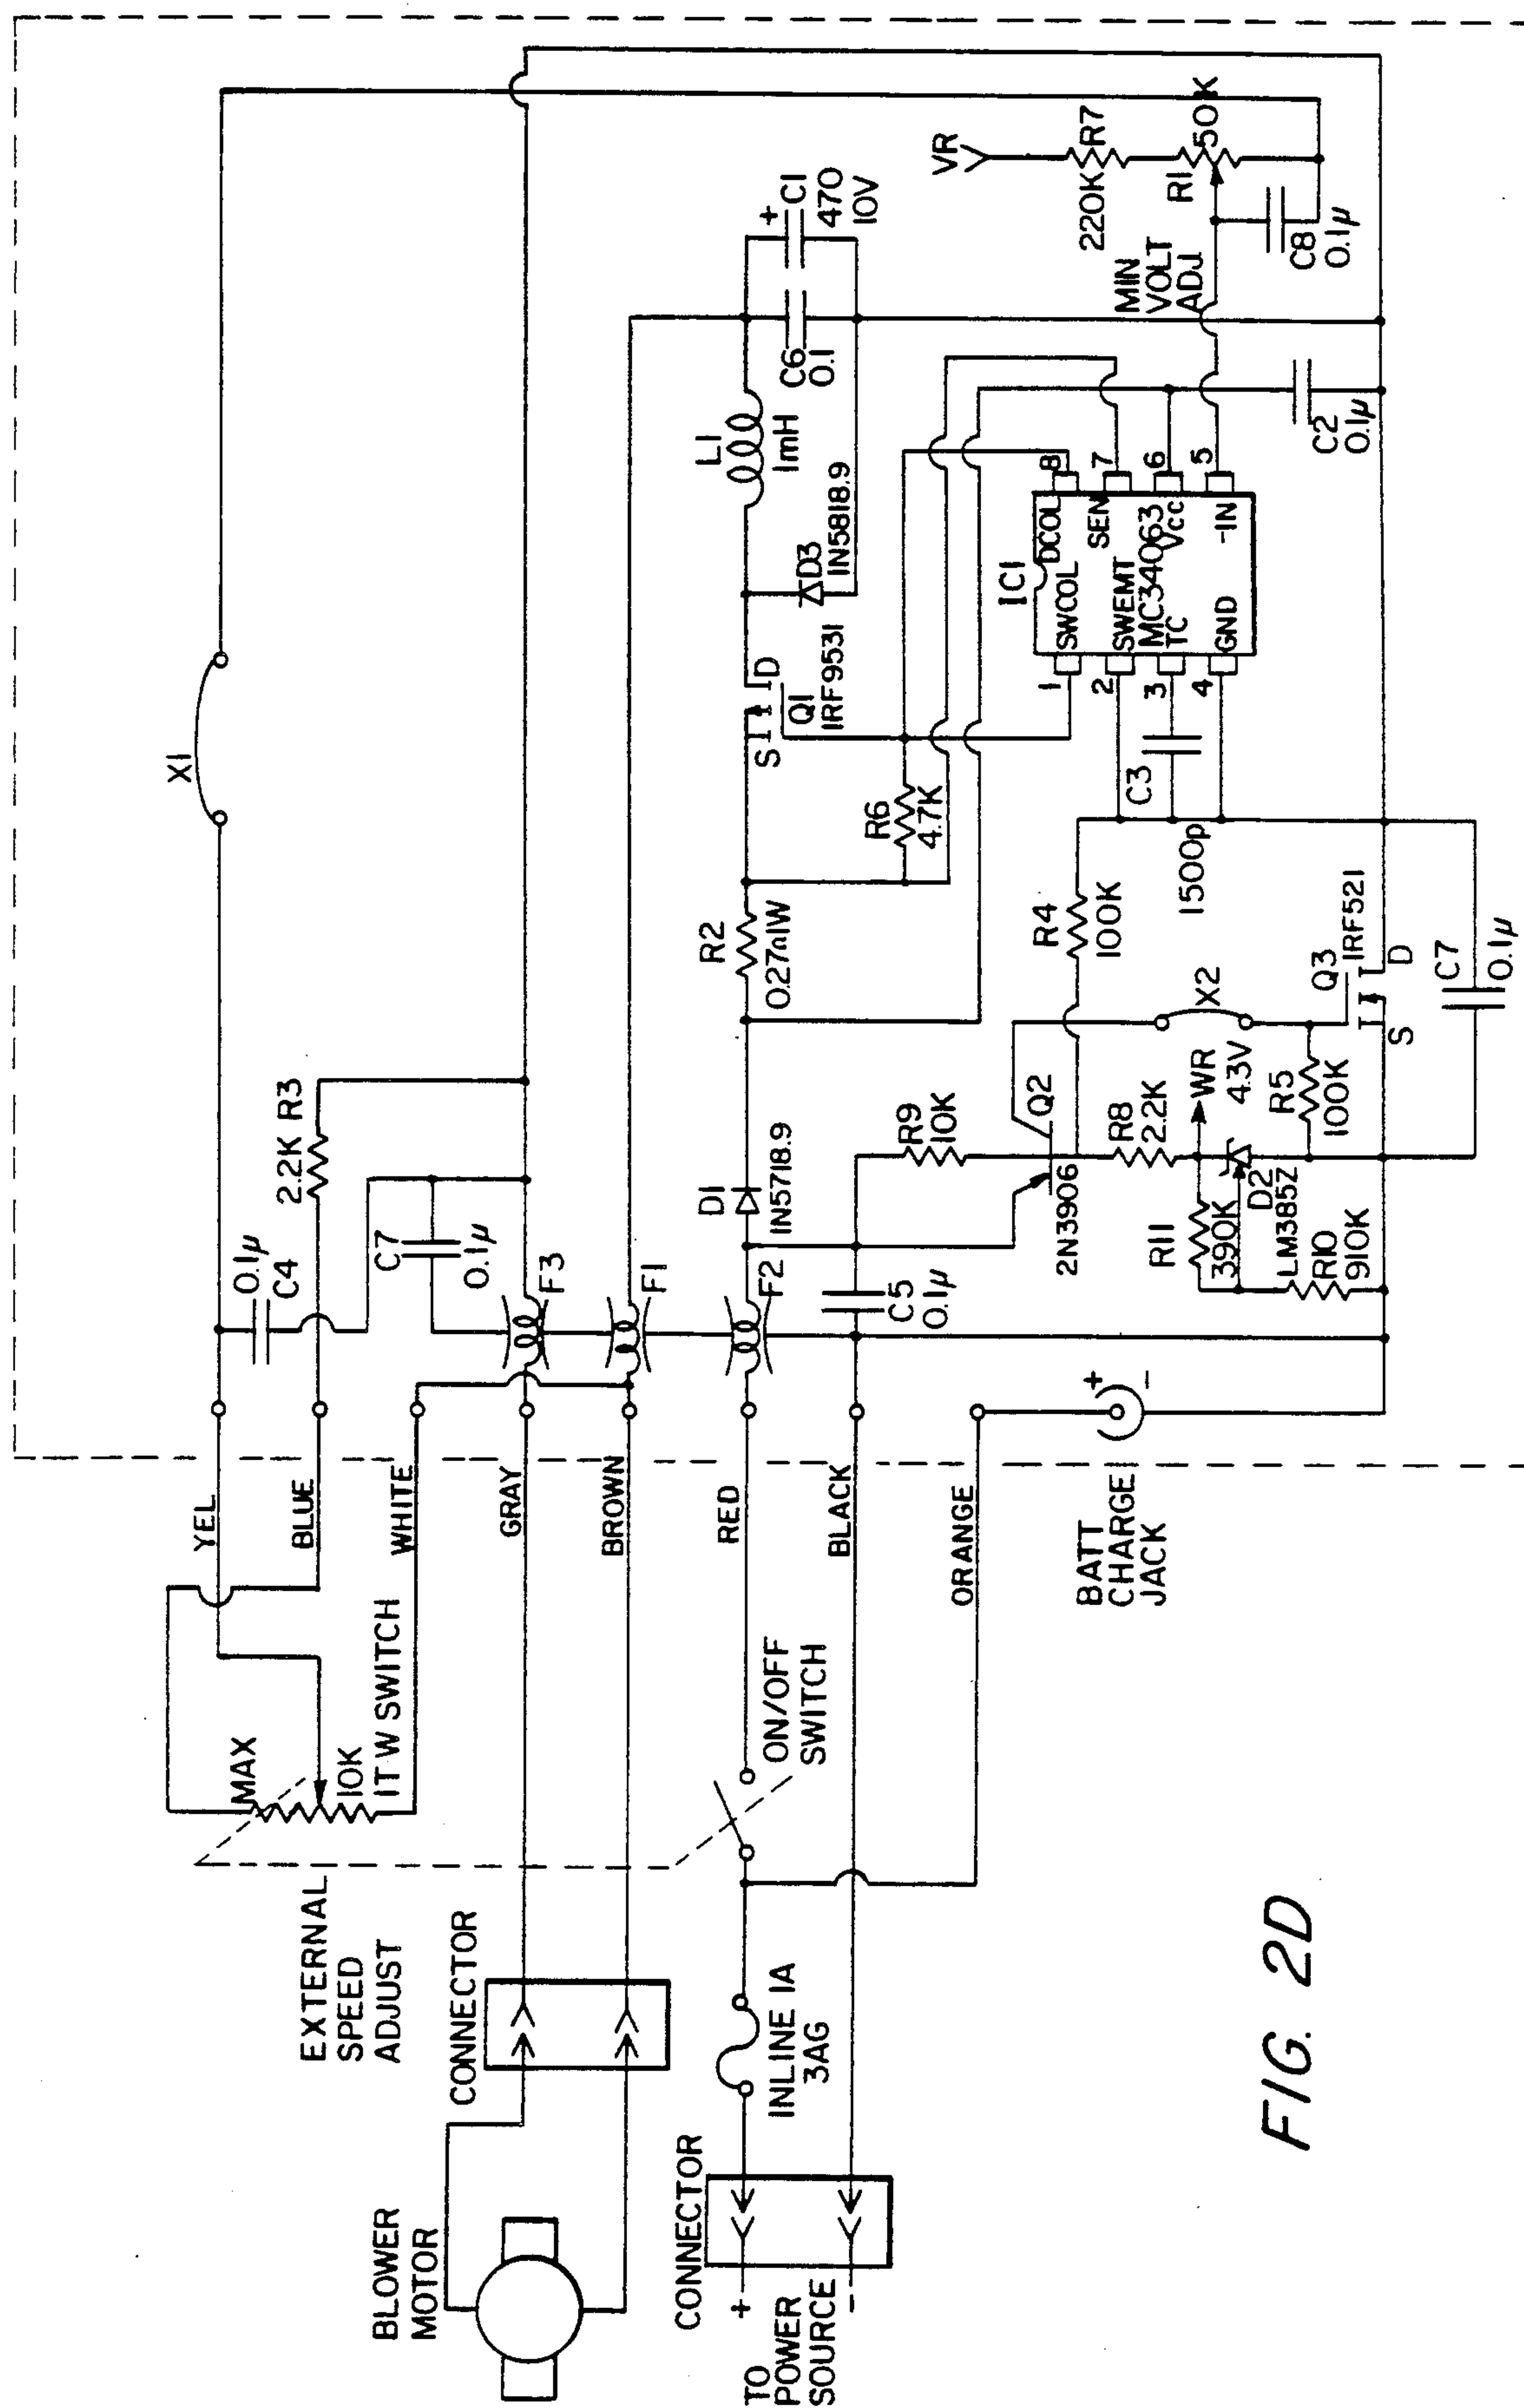 X1
YEL
BLUE
WHITE
GRAY
BROWN
RED
BLACK
ORANGE
0.1µ
C4
2.2K R3
C7
0.1µ
F3
F1
F2
MAX
10K
1T W SWITCH
EXTERNAL
SPEED
ADJUST
CONNECTOR
BLOWER
MOTOR
CONNECTOR
+
-
TO
POWER
SOURCE
INLINE 1A
3AG
ON/OFF
SWITCH
BATT
CHARGE
JACK
+
-
D1
IN5718.9
R2
0.27Ω1W
C5
0.1µ
R9
10K
Q2
2N3906
R8
2.2K
WR
4.3V
R11
390K
D2
LM385Z
R10
910K
R5
100K
X2
R4
100K
Q3
IRF521
S
D
C7
0.1µ
R6
4.7K
S
D
Q1
IRF9531
D3
IN5818.9
L1
1mH
C6
0.1
+
C1
470
10V
IC1
SWCOL
DCOL
SWEMT
SEN
MC34063
TC
Vcc
GND
-IN
1
2
3
4
8
7
6
5
C3
1500p
C2
0.1µ
MIN
VOLT
ADJ
VR
220K
R7
R1
50K
C8
0.1µ
FIG. 2D